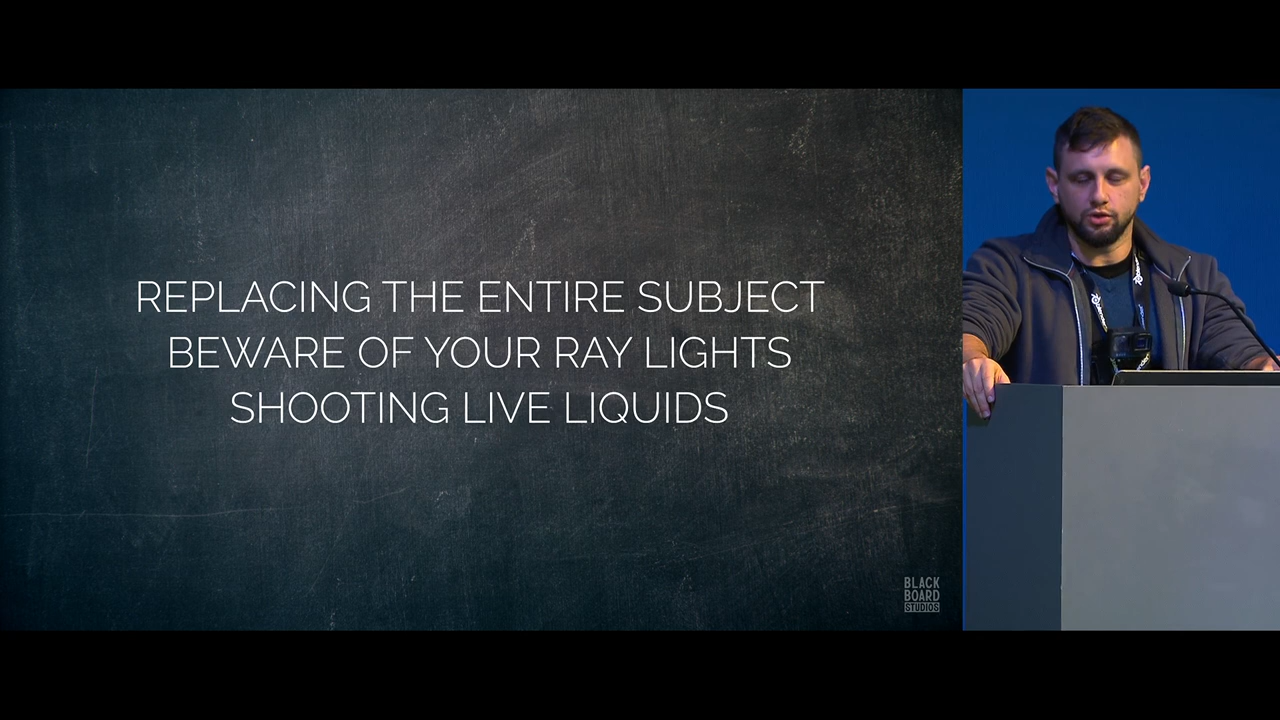 REPLACING THE ENTIRE SUBJECT
BEWARE OF YOUR RAY LIGHTS
SHOOTING LIVE LIQUIDS
BLACK
BOARD
STUDIOS